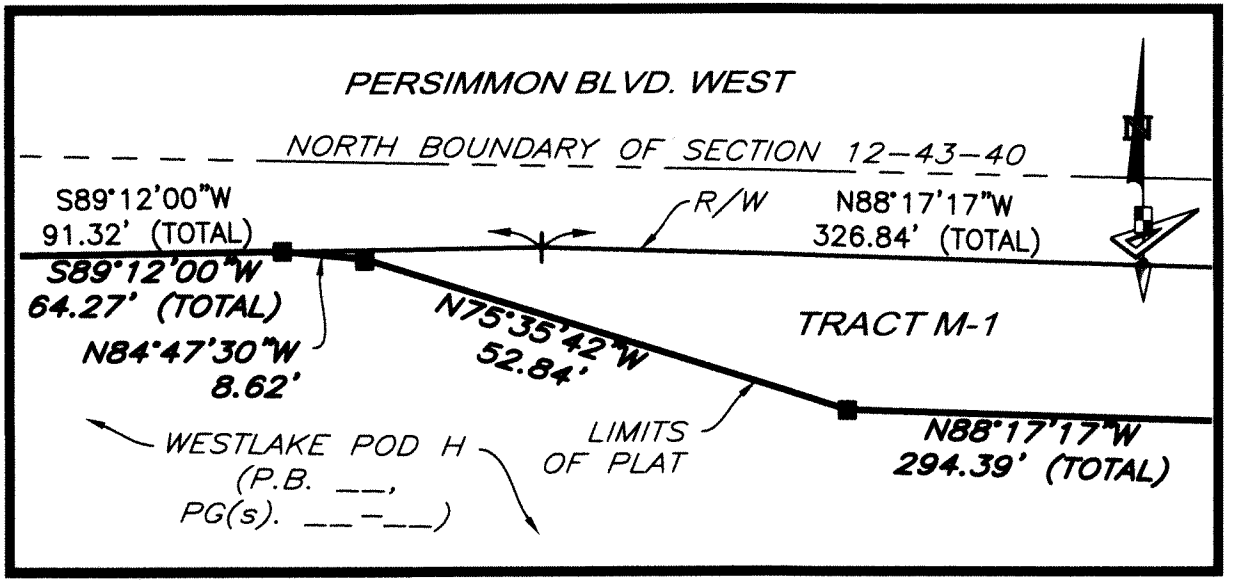 PERSIMMON BLVD. WEST
NORTH BOUNDARY OF SECTION 12-43-40
N
S89°12'00"W
91.32' (TOTAL)
R/W
N88°17'17"W
326.84' (TOTAL)
S89°12'00"W
64.27' (TOTAL)
N84°47'30"W
8.62'
N75°35'42"W
52.84'
TRACT M-1
LIMITS
OF PLAT
N88°17'17"W
294.39' (TOTAL)
WESTLAKE POD H
(P.B. __,
PG(s). __-__)